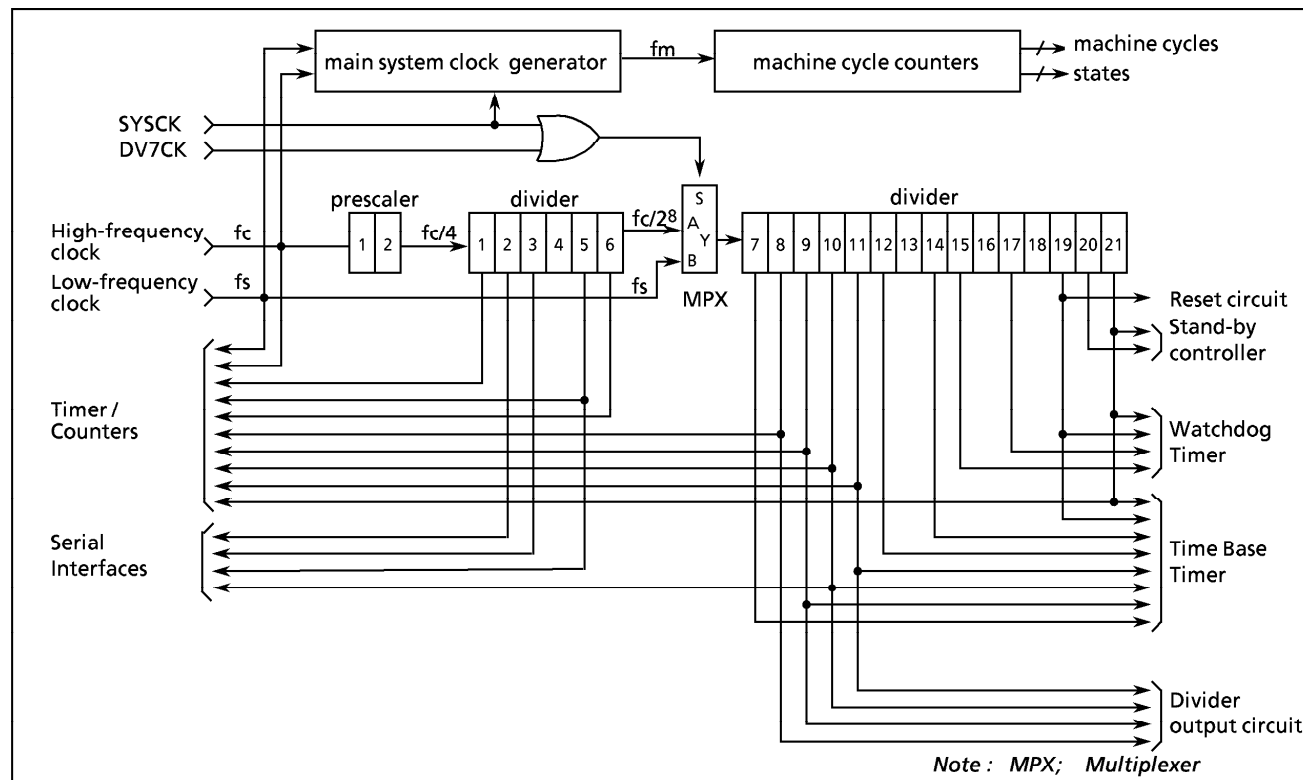 main system clock generator
fm
machine cycle counters
machine cycles
states
SYSCK
DV7CK
prescaler
divider
divider
High-frequency
clock
fc
1 2
fc/4
1 2 3 4 5 6
fc/2⁸
S
A
Y
B
7 8 9 10 11 12 13 14 15 16 17 18 19 20 21
Low-frequency
clock
fs
fs
MPX
Reset circuit
Stand-by
controller
Timer /
Counters
Watchdog
Timer
Serial
Interfaces
Time Base
Timer
Divider
output circuit
Note : MPX; Multiplexer